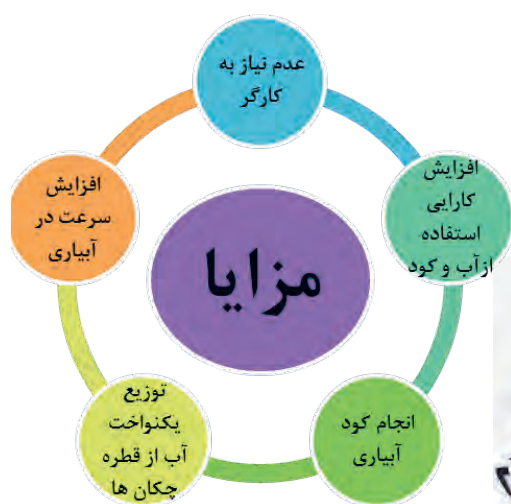 عدم نیاز به
کارگر
افزایش
کارایی
استفاده
ازآب و کود
انجام کود
آبیاری
توزیع
یکنواخت
آب از قطره
چکان ها
افزایش
سرعت در
آبیاری
مزایا